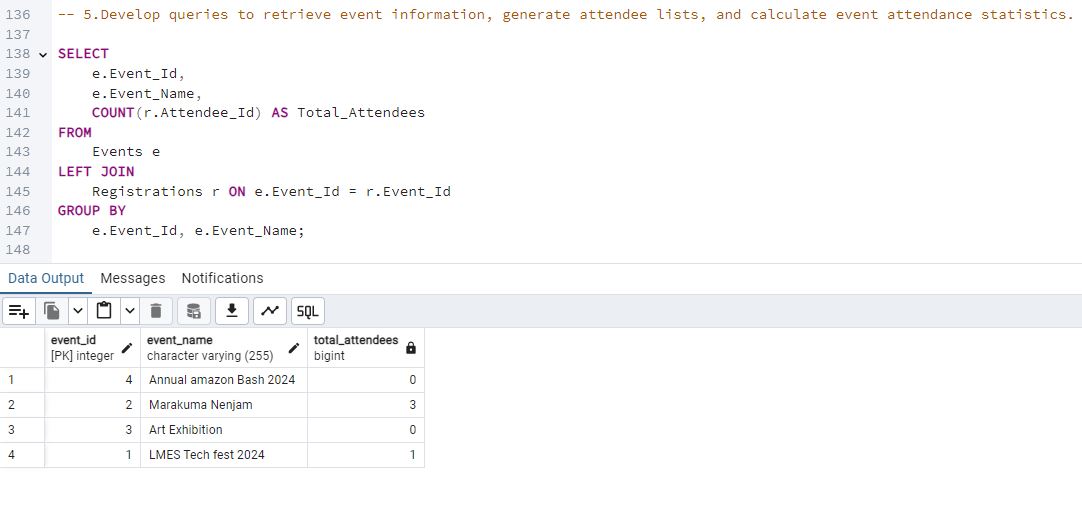 136 -- 5.Develop queries to retrieve event information, generate attendee lists, and calculate event attendance statistics.
137
138 SELECT
139 e.Event_Id,
140 e.Event_Name,
141 COUNT(r.Attendee_Id) AS Total_Attendees
142 FROM
143 Events e
144 LEFT JOIN
145 Registrations r ON e.Event_Id = r.Event_Id
146 GROUP BY
147 e.Event_Id, e.Event_Name;
148
Data Output Messages Notifications
SQL
event_id event_name total_attendees
[PK] integer character varying (255) bigint
1 4 Annual amazon Bash 2024 0
2 2 Marakuma Nenjam 3
3 3 Art Exhibition 0
4 1 LMES Tech fest 2024 1